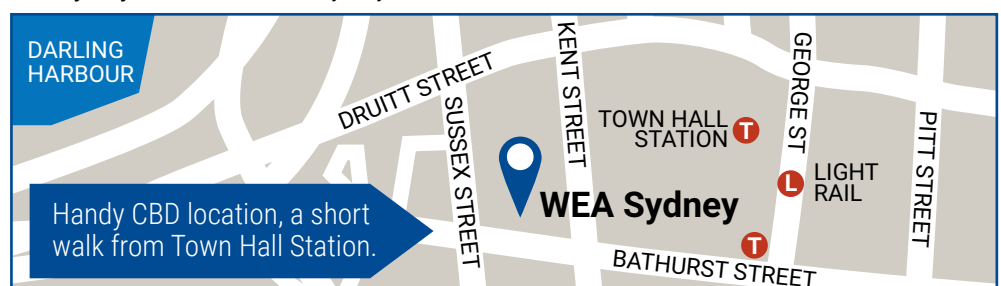 DARLING
HARBOUR
DRUITT STREET
SUSSEX STREET
KENT STREET
TOWN HALL
STATION
T
GEORGE ST
L
LIGHT
RAIL
PITT STREET
WEA Sydney
T
BATHURST STREET
Handy CBD location, a short
walk from Town Hall Station.